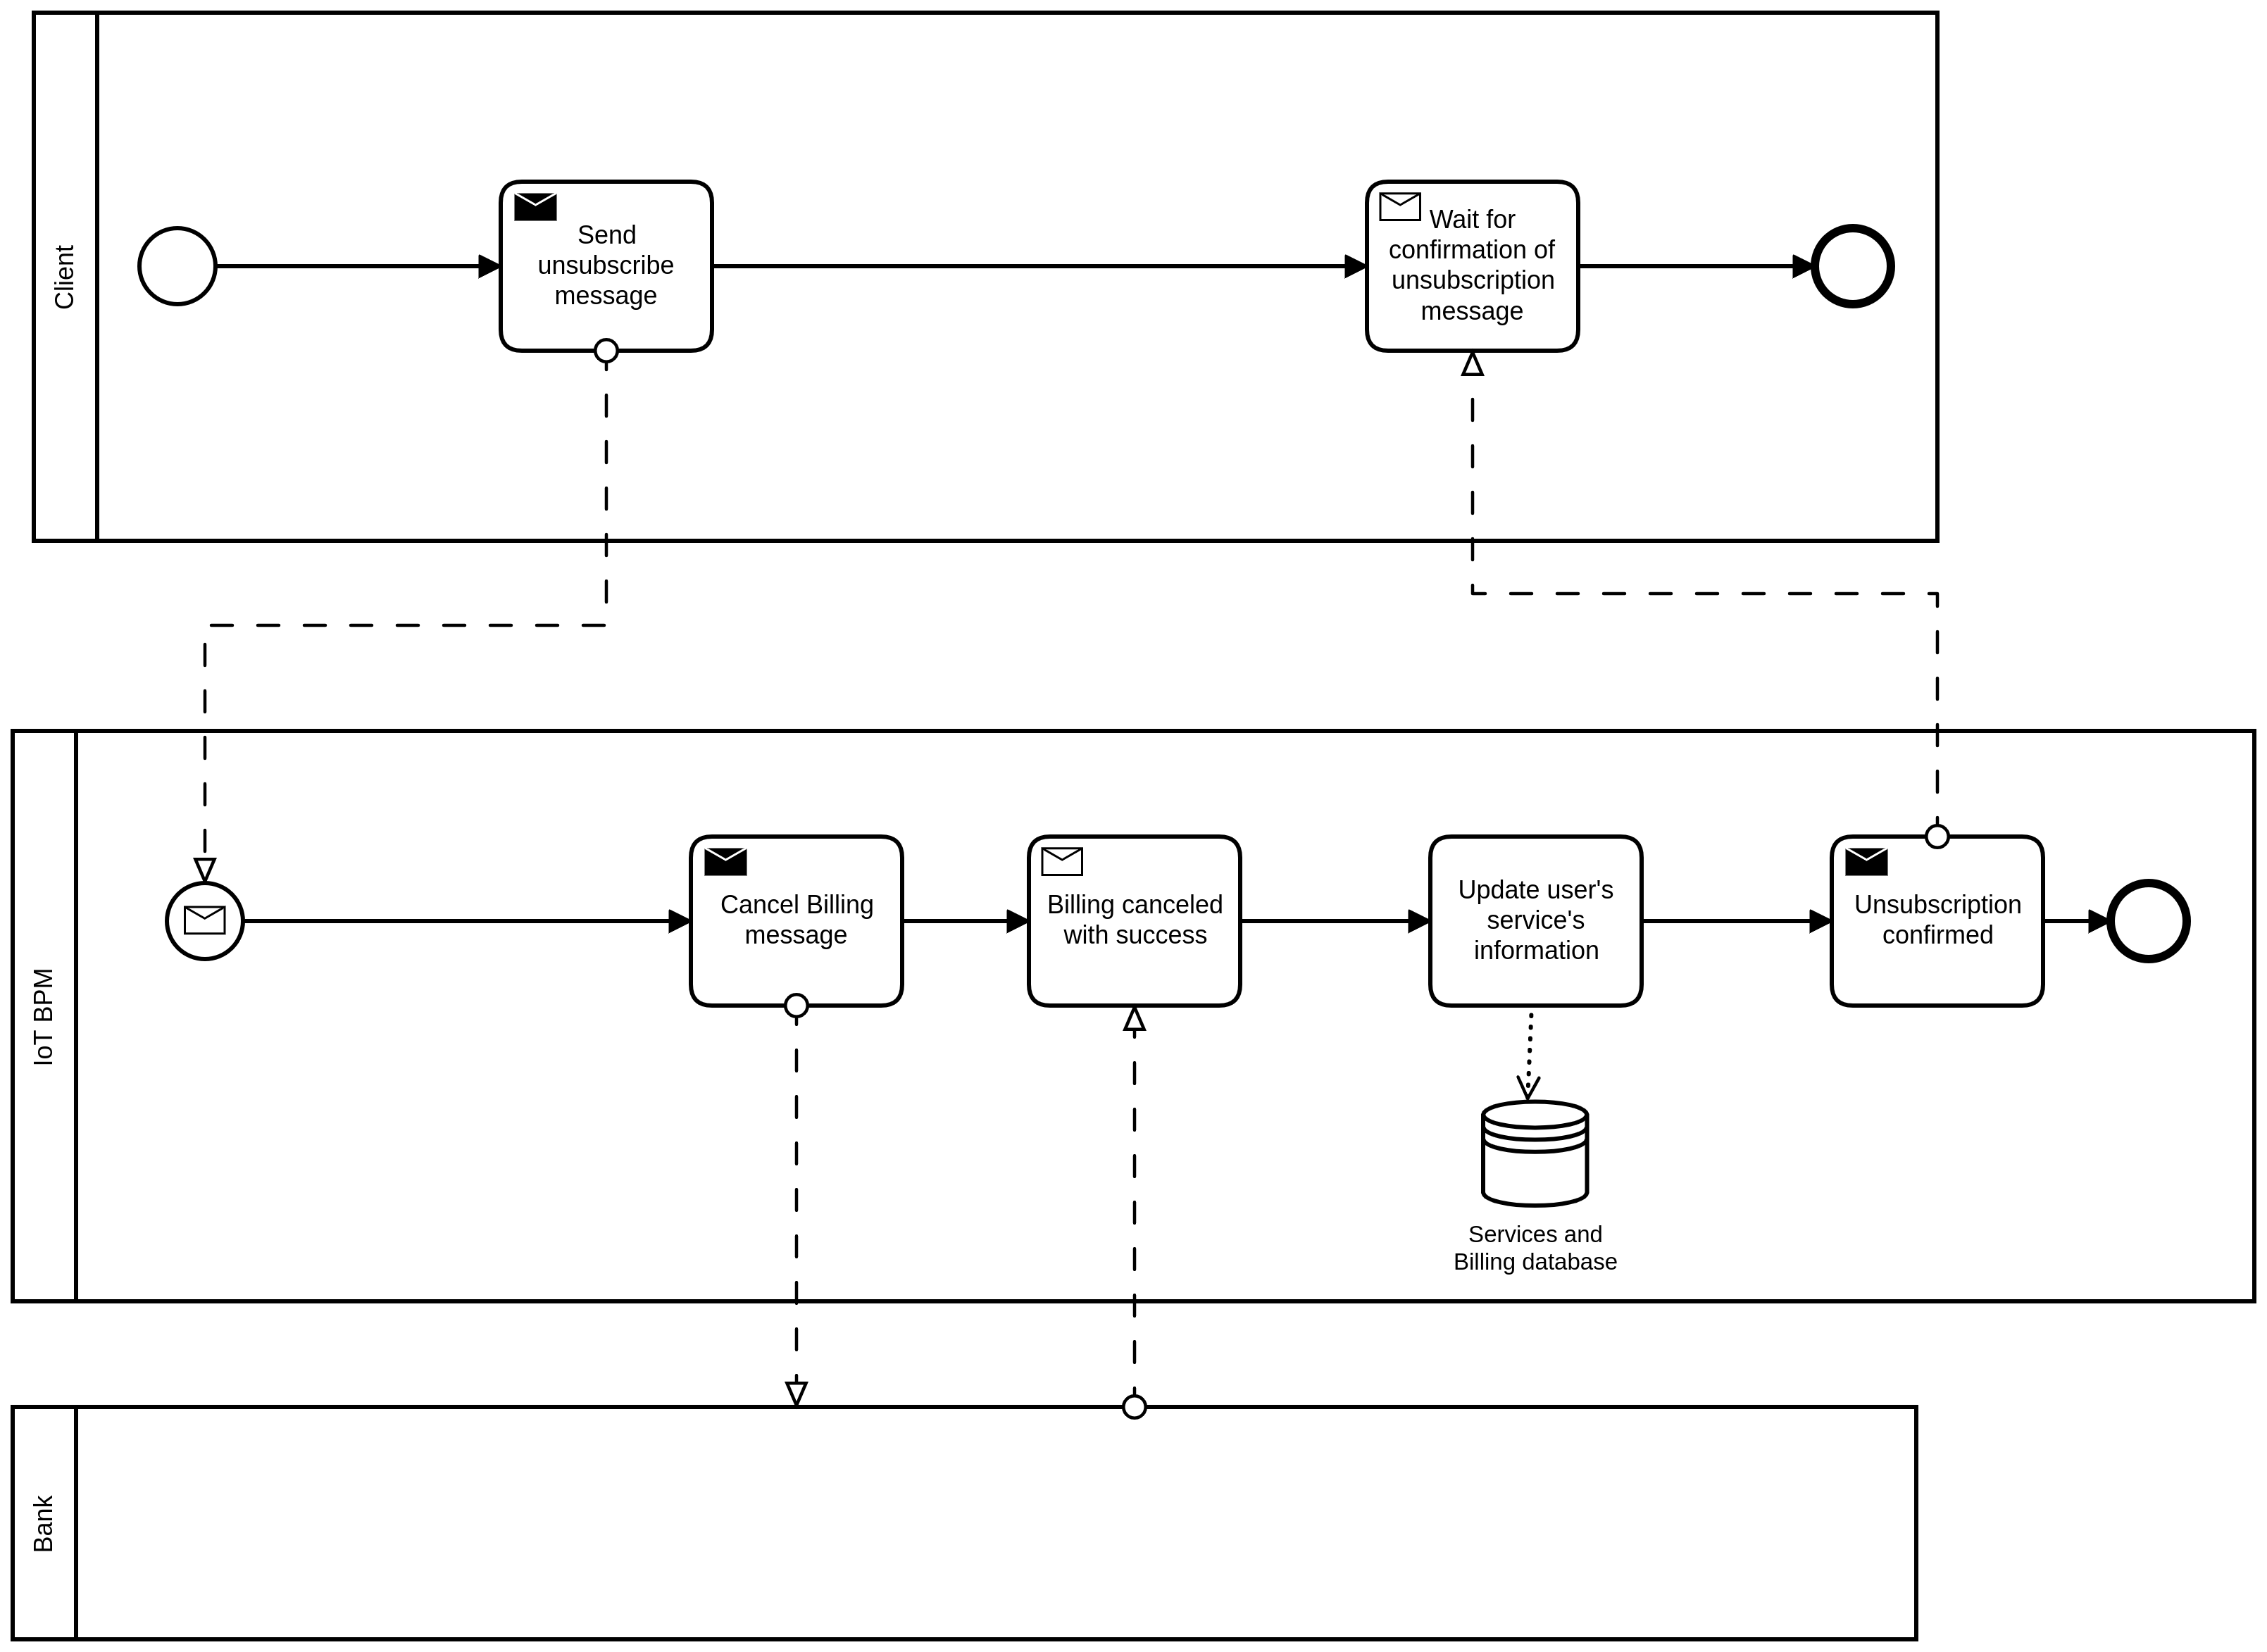 Client
Send
unsubscribe
message
Wait for
confirmation of
unsubscription
message
IoT BPM
Cancel Billing
message
Billing canceled
with success
Update user's
service's
information
Unsubscription
confirmed
Services and
Billing database
Bank